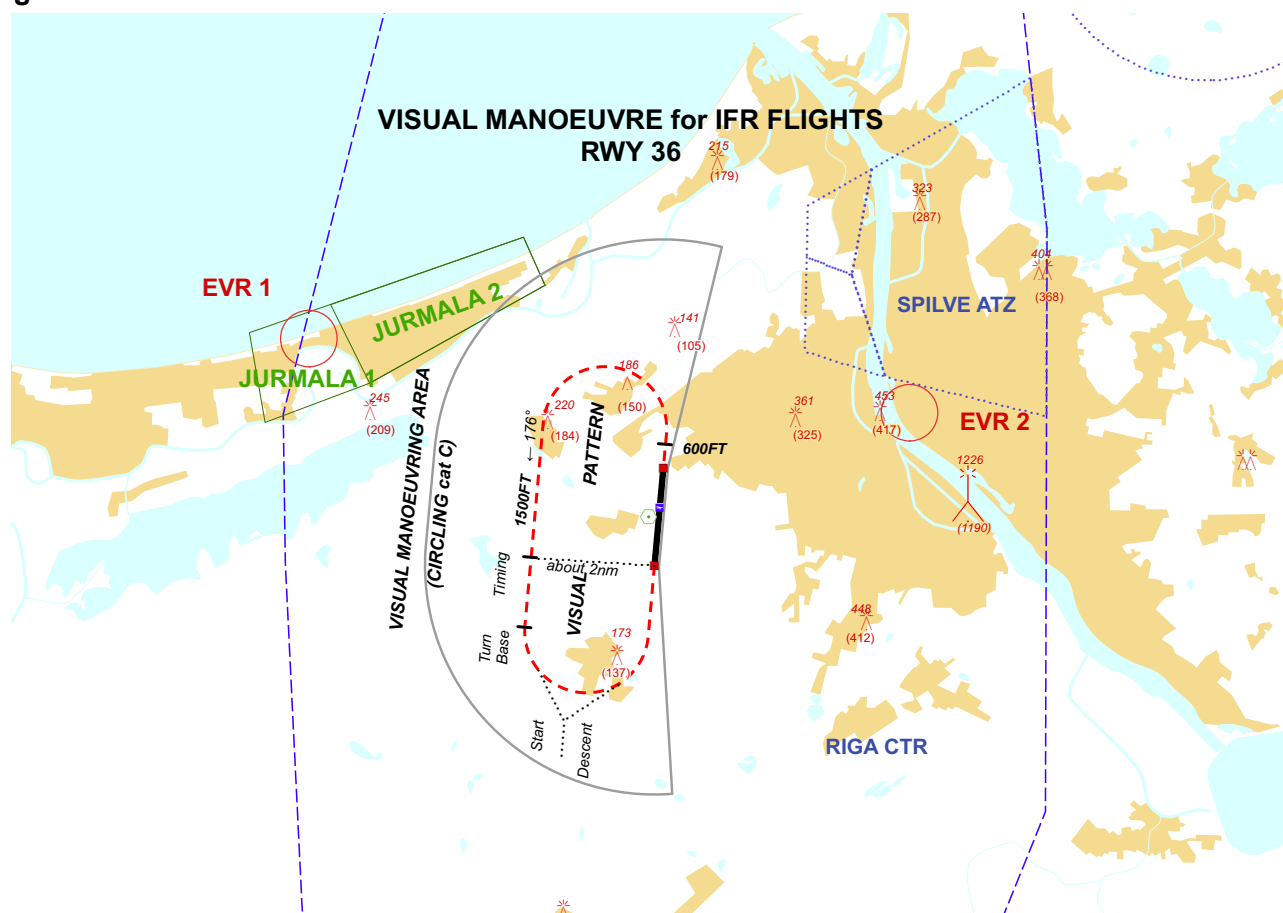 VISUAL MANOEUVRE for IFR FLIGHTS
RWY 36
215
(179)
323
(287)
404
(368)
EVR 1
JURMALA 2
SPILVE ATZ
141
(105)
JURMALA 1
245
(209)
186
(150)
220
(184)
361
(325)
453
(417)
EVR 2
VISUAL MANOEUVRING AREA
(CIRCLING cat C)
1500FT ← 176°
PATTERN
600FT
1226
(1190)
Timing
about 2nm
VISUAL
448
(412)
Turn
Base
173
(137)
Start
Descent
RIGA CTR